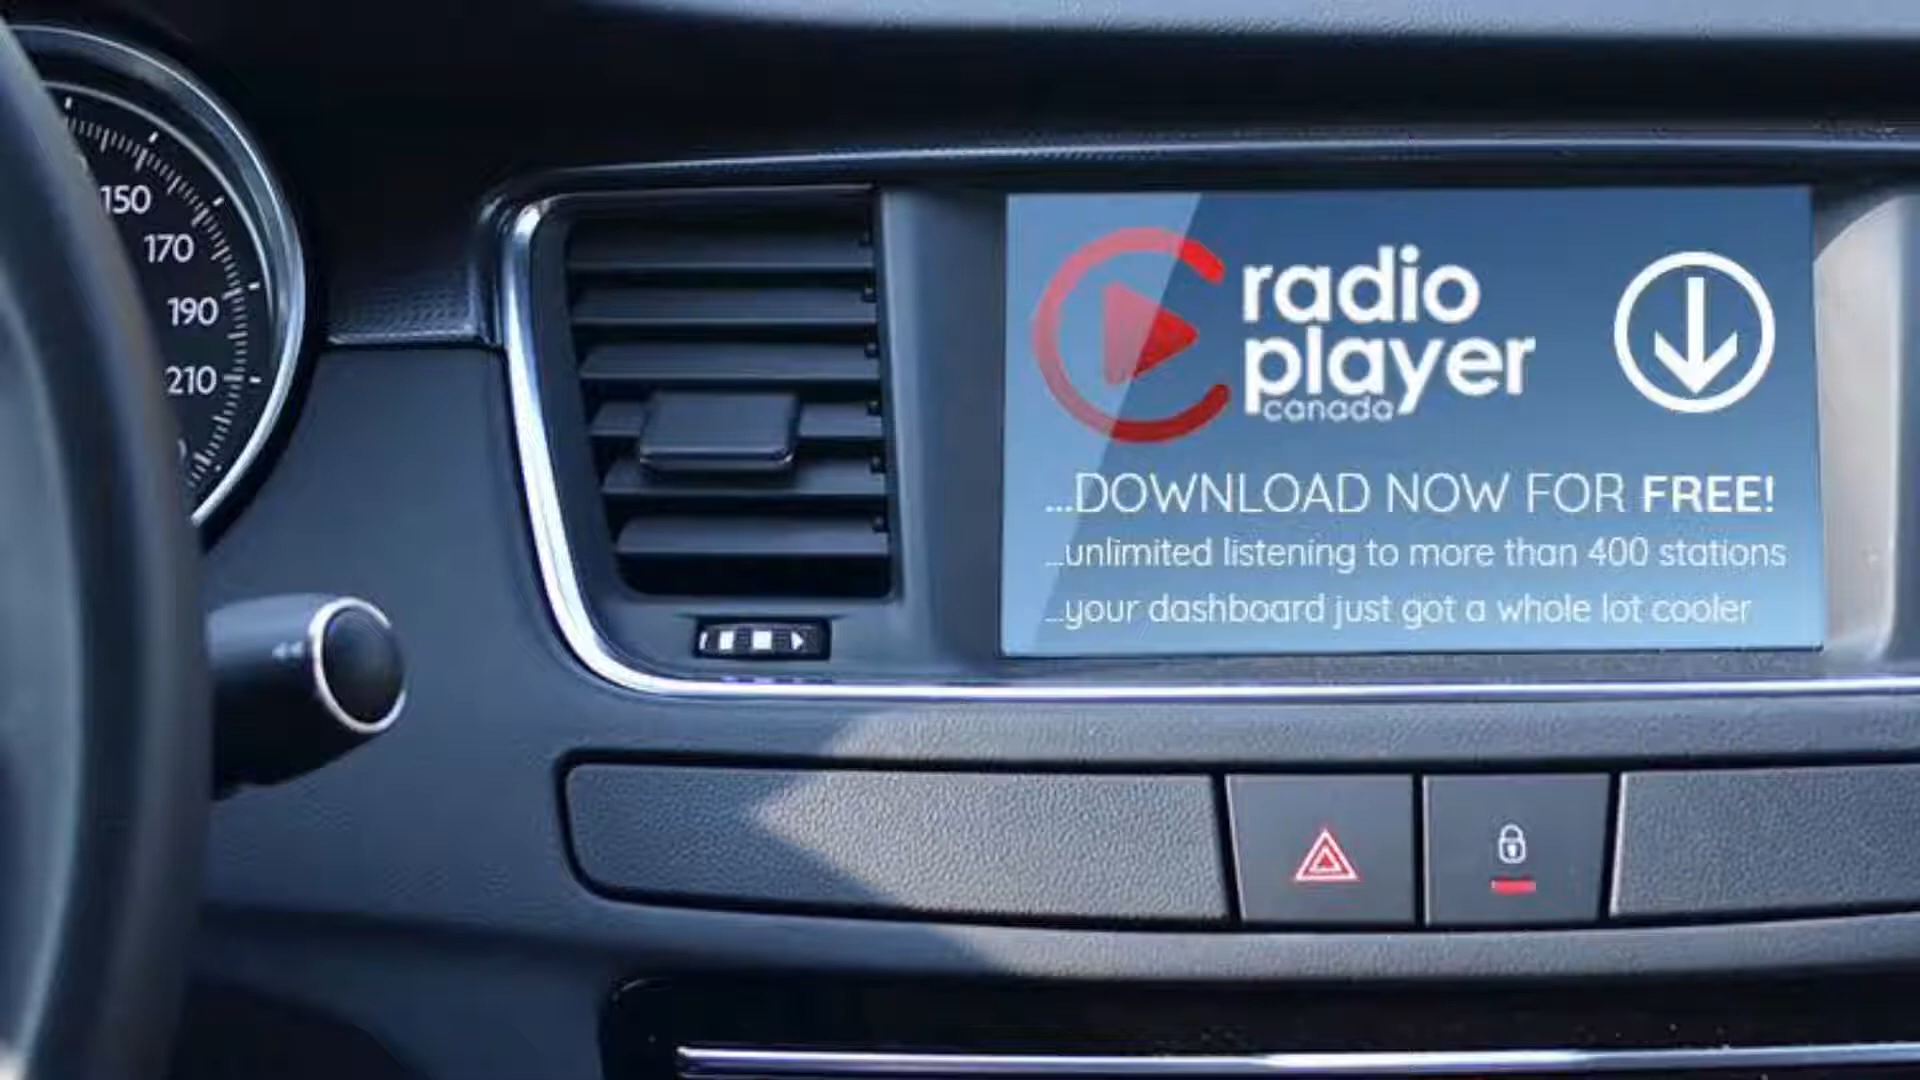 150
170
190
210
radio
player
canada
...DOWNLOAD NOW FOR FREE!
...unlimited listening to more than 400 stations
...your dashboard just got a whole lot cooler